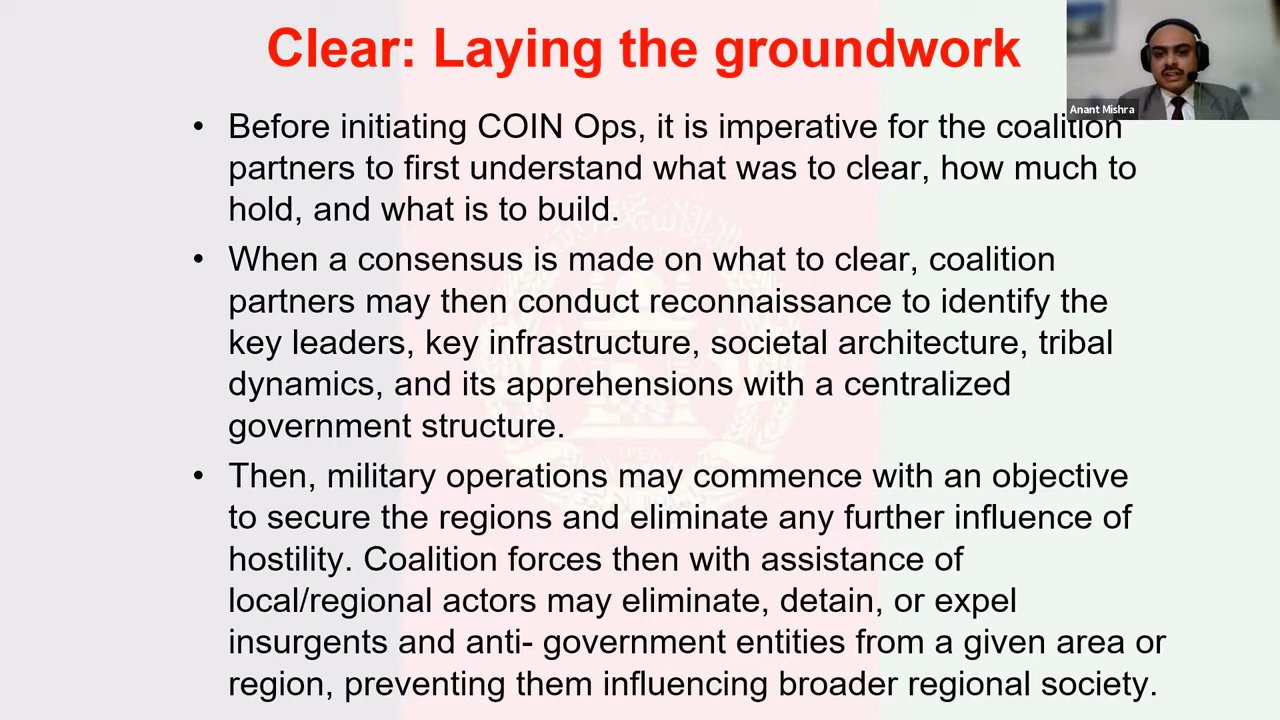 Clear: Laying the groundwork
Anant Mishra
• Before initiating COIN Ops, it is imperative for the coalition
partners to first understand what was to clear, how much to
hold, and what is to build.
• When a consensus is made on what to clear, coalition
partners may then conduct reconnaissance to identify the
key leaders, key infrastructure, societal architecture, tribal
dynamics, and its apprehensions with a centralized
government structure.
• Then, military operations may commence with an objective
to secure the regions and eliminate any further influence of
hostility. Coalition forces then with assistance of
local/regional actors may eliminate, detain, or expel
insurgents and anti- government entities from a given area or
region, preventing them influencing broader regional society.